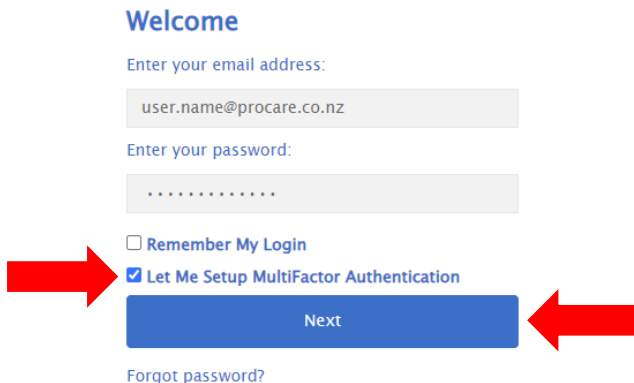 Welcome
Enter your email address:
user.name@procare.co.nz
Enter your password:
.............
Remember My Login
Let Me Setup MultiFactor Authentication
Next
Forgot password?